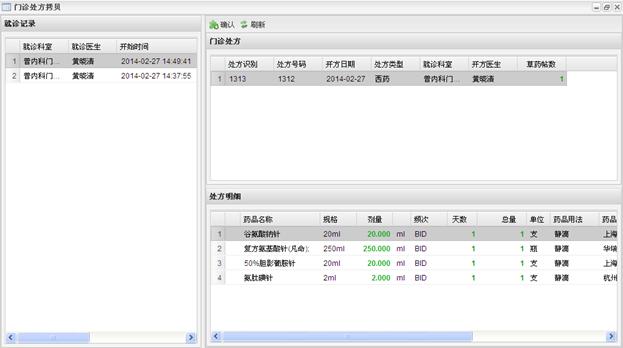 门诊处方拷贝
就诊记录
就诊科室 就诊医生 开始时间
1 普内科门... 黄皖清 2014-02-27 14:49:41
2 普内科门... 黄皖清 2014-02-27 14:37:55
确认 刷新
门诊处方
处方识别 处方号码 开方日期 处方类型 就诊科室 开方医生 草药帖数
1 1313 1312 2014-02-27 西药 普内科门... 黄皖清 1
处方明细
药品名称 规格 剂量 频次 天数 总量 单位 药品用法 药品
1 谷氨酸钠针 20ml 20.000 ml BID 1 1 支 静滴 上海
2 复方氨基酸针(凡命); 250ml 250.000 ml BID 1 1 瓶 静滴 华瑞
3 50%胆影葡胺针 20ml 20.000 ml BID 1 1 支 静滴 上海
4 氨肽碘针 2ml 2.000 ml BID 1 1 支 静滴 杭州